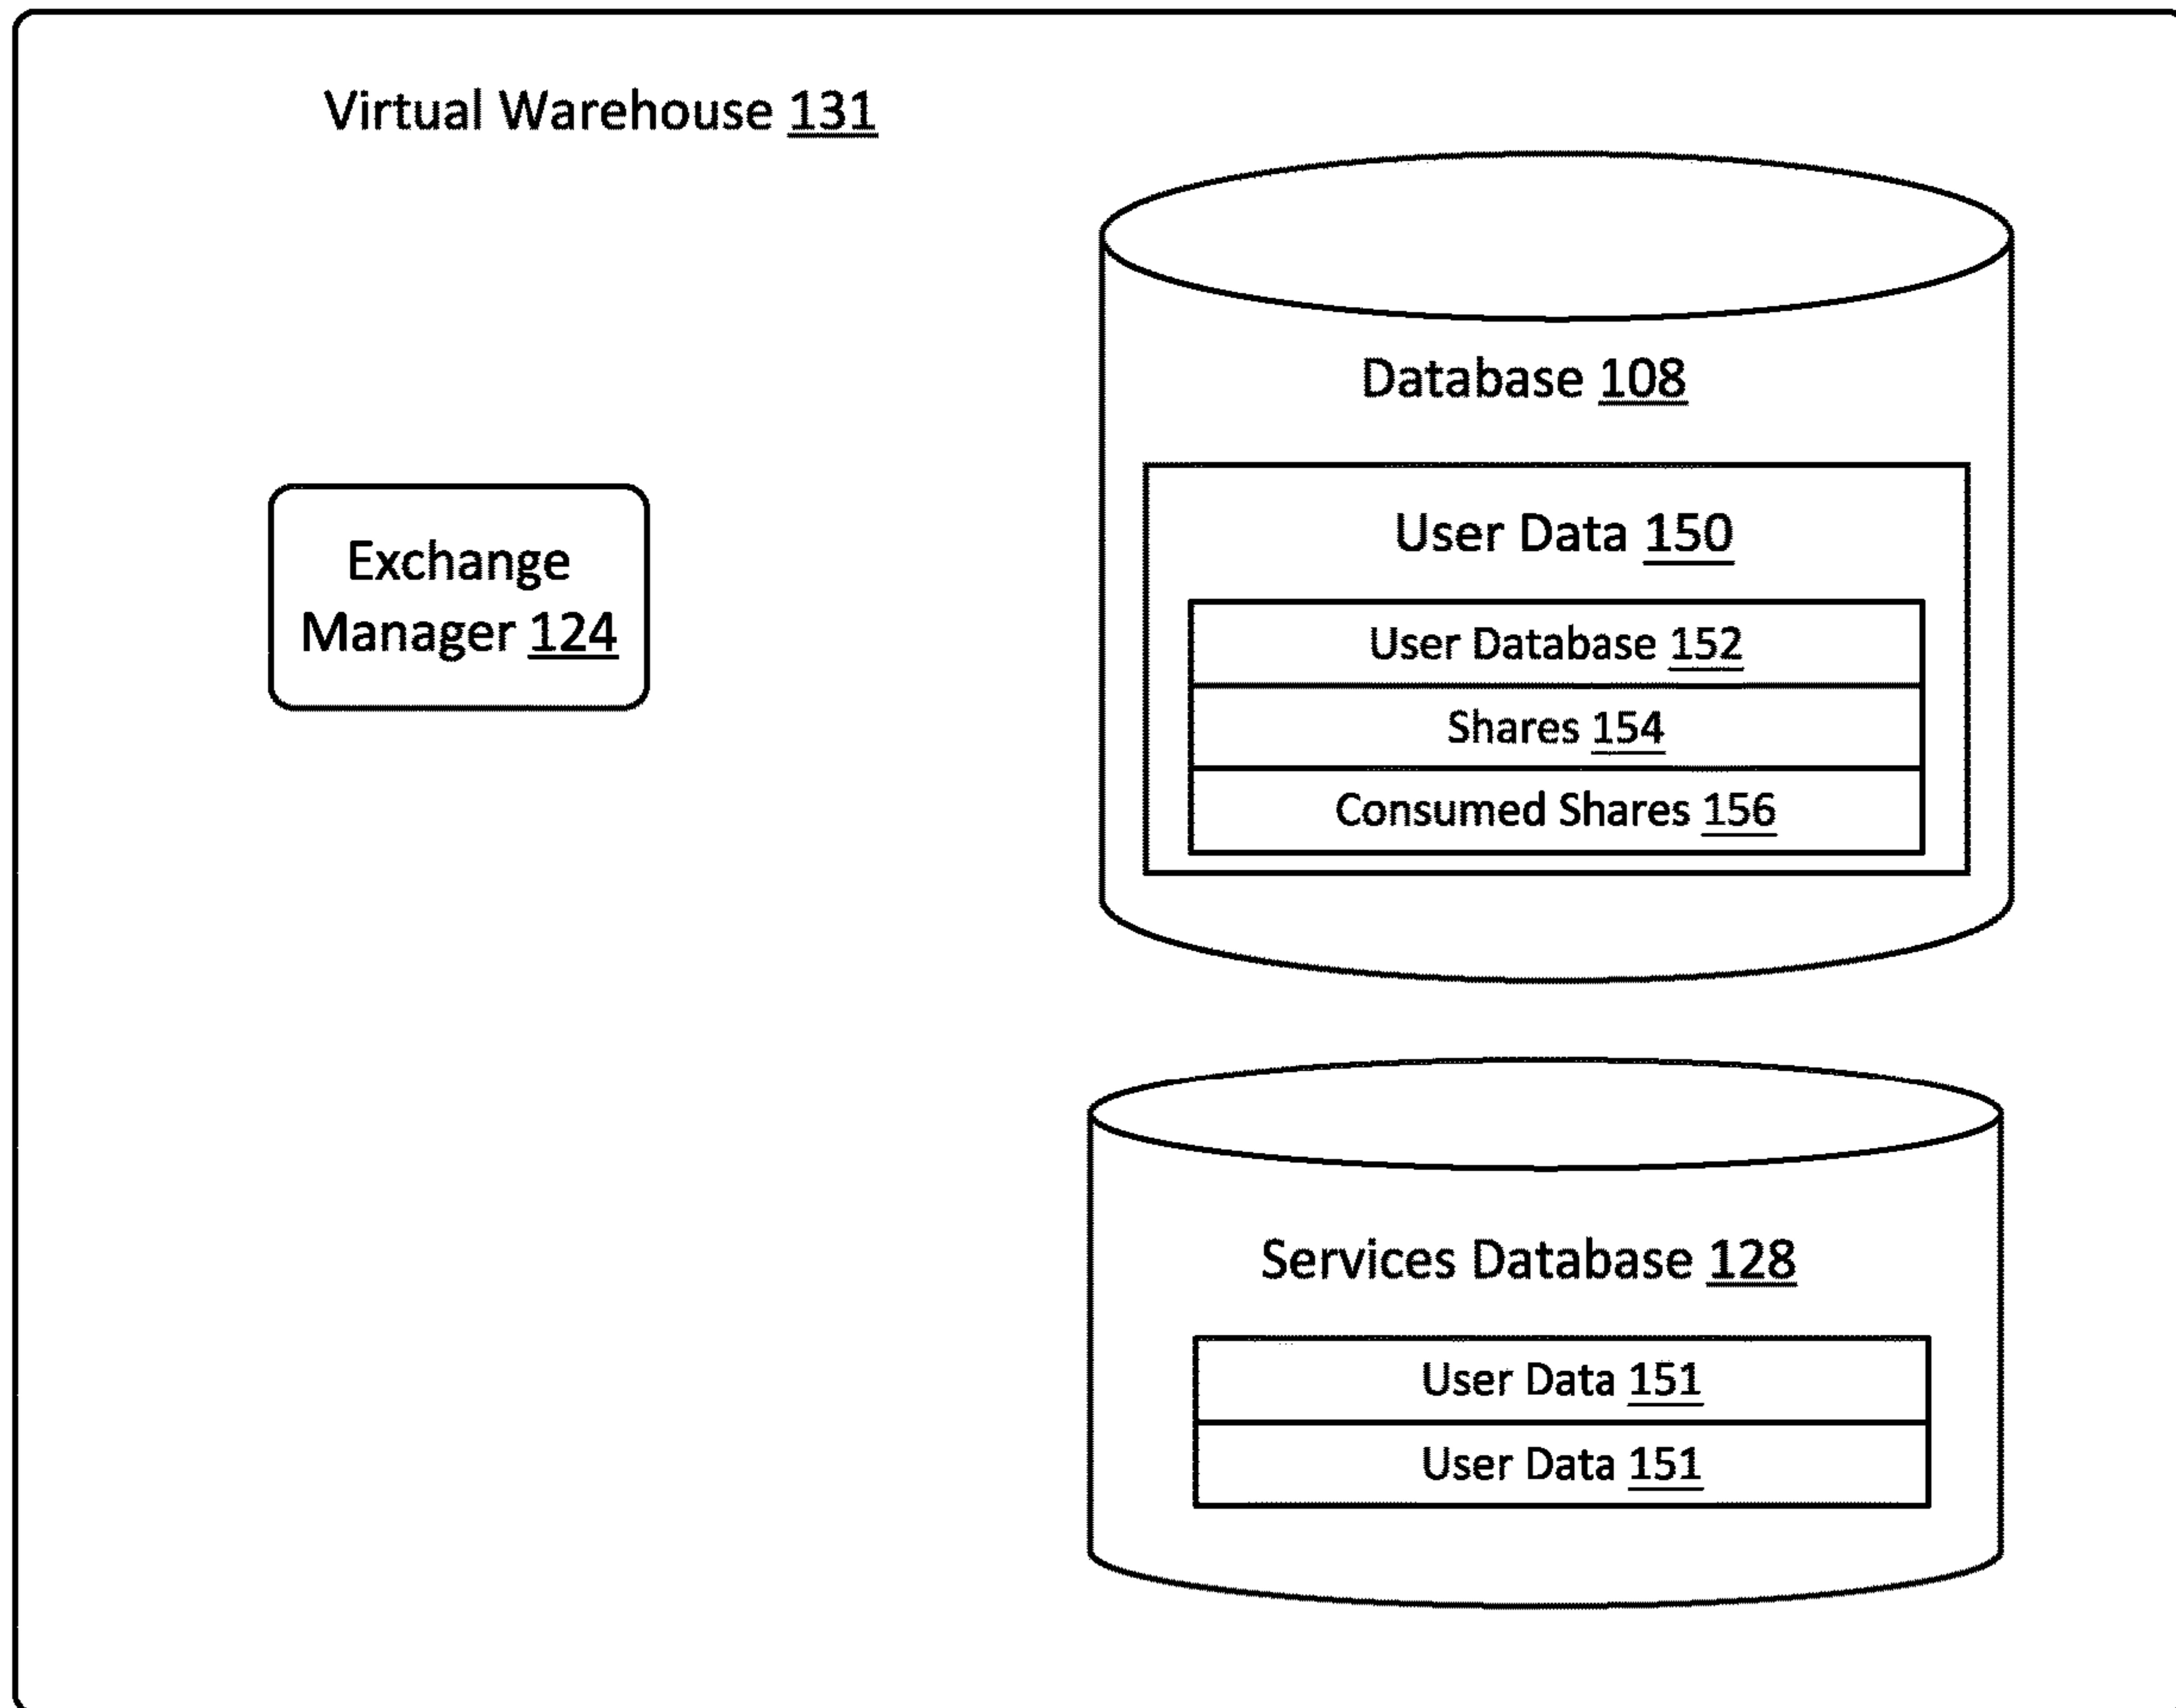 Virtual Warehouse 131
Database 108
User Data 150
Exchange
Manager 124
User Database 152
Shares 154
Consumed Shares 156
Services Database 128
User Data 151
User Data 151